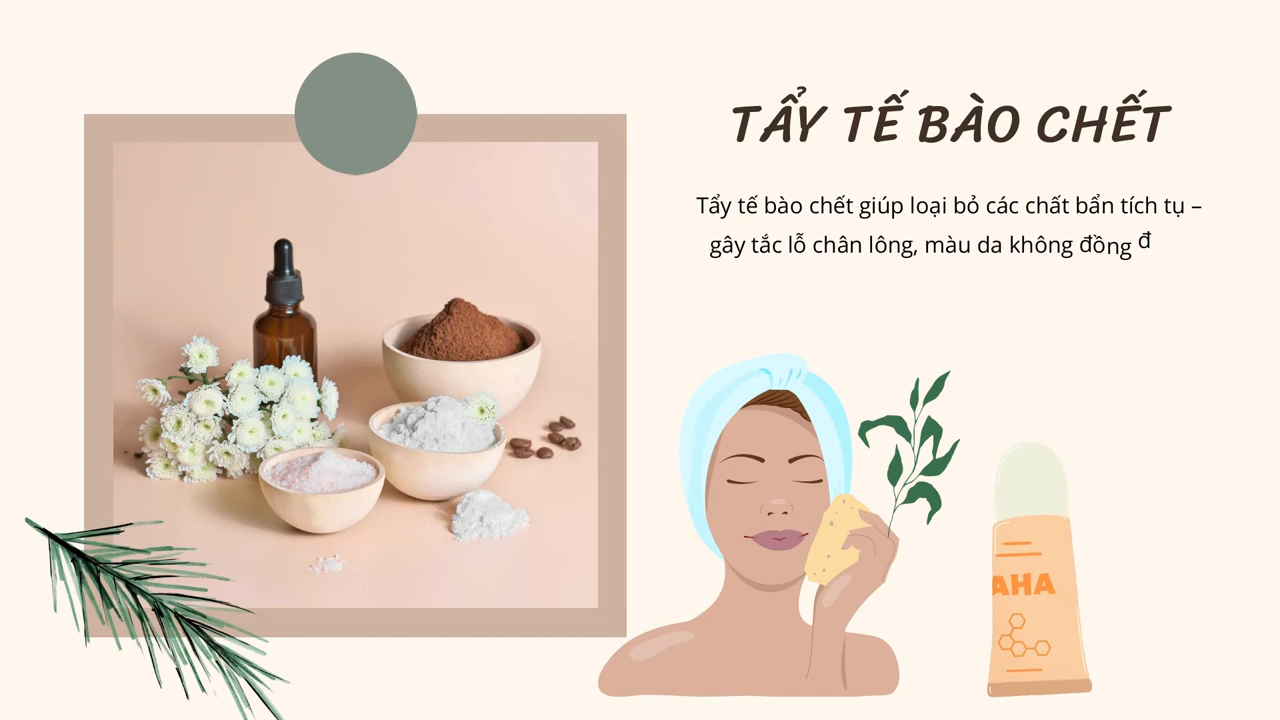 TẨY TẾ BÀO CHẾT
Tẩy tế bào chết giúp loại bỏ các chất bẩn tích tụ –
gây tắc lỗ chân lông, màu da không đồng đ
AHA